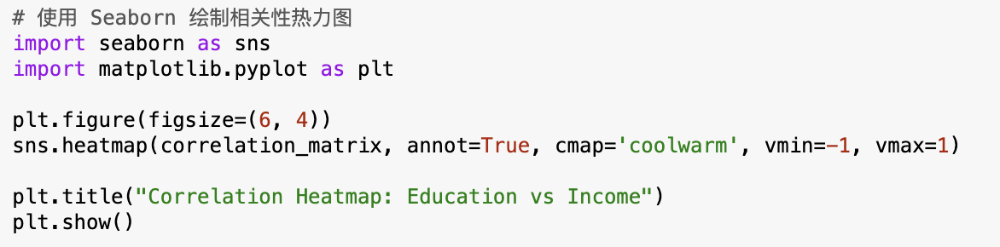 # 使用 Seaborn 绘制相关性热力图
import seaborn as sns
import matplotlib.pyplot as plt
plt.figure(figsize=(6, 4))
sns.heatmap(correlation_matrix, annot=True, cmap='coolwarm', vmin=-1, vmax=1)
plt.title("Correlation Heatmap: Education vs Income")
plt.show()